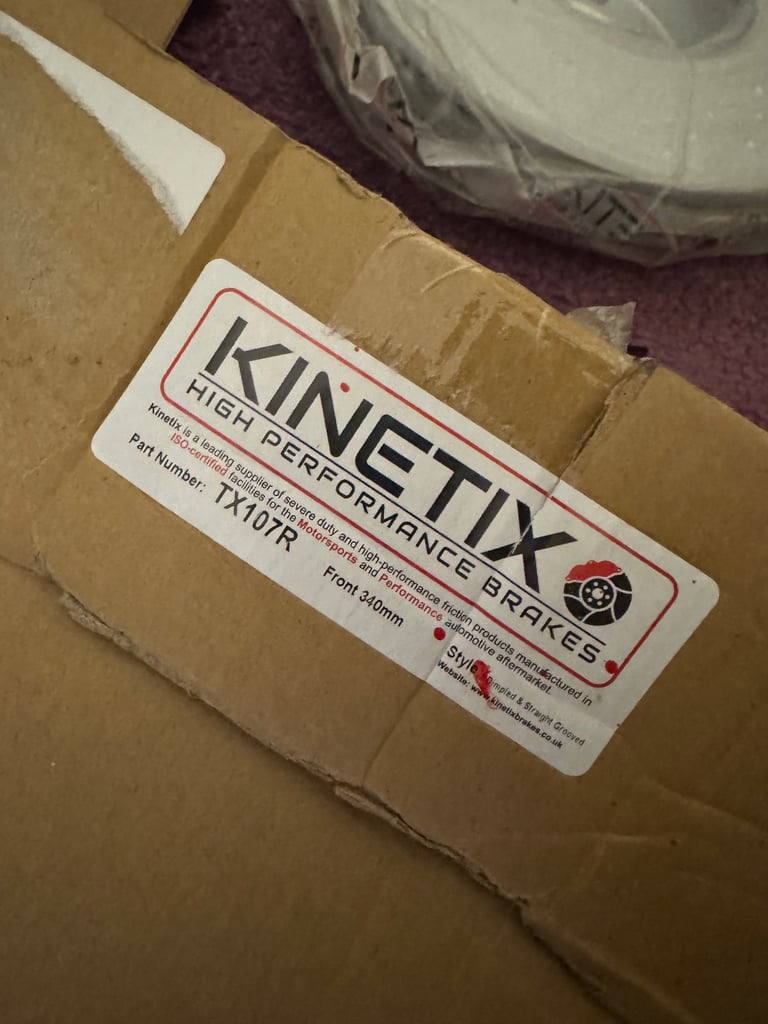 KINETIX
HIGH PERFORMANCE BRAKES
Kinetix is a leading supplier of severe duty and high-performance friction products manufactured in
ISO-certified facilities for the Motorsports and Performance automotive aftermarket.
Part Number: TX107R
Front 340mm
Style: Dimpled & Straight Grooved
Website: www.kinetixbrakes.co.uk